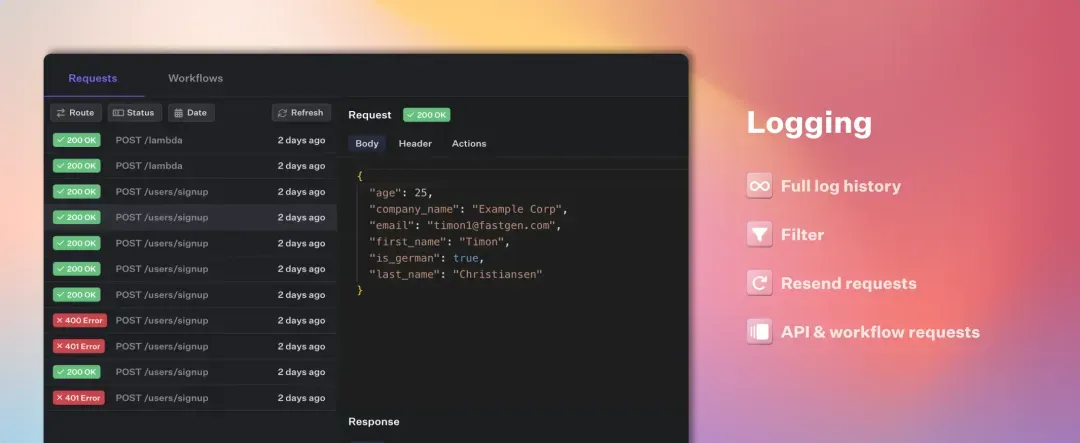 Requests Workflows
Route Status Date Refresh
200 OK POST /lambda 2 days ago
200 OK POST /lambda 2 days ago
200 OK POST /users/signup 2 days ago
200 OK POST /users/signup 2 days ago
200 OK POST /users/signup 2 days ago
200 OK POST /users/signup 2 days ago
200 OK POST /users/signup 2 days ago
400 Error POST /users/signup 2 days ago
401 Error POST /users/signup 2 days ago
200 OK POST /users/signup 2 days ago
401 Error POST /users/signup 2 days ago
Request 200 OK
Body Header Actions
{
"age": 25,
"company_name": "Example Corp",
"email": "timon1@fastgen.com",
"first_name": "Timon",
"is_german": true,
"last_name": "Christiansen"
}
Response
Logging
Full log history
Filter
Resend requests
API & workflow requests